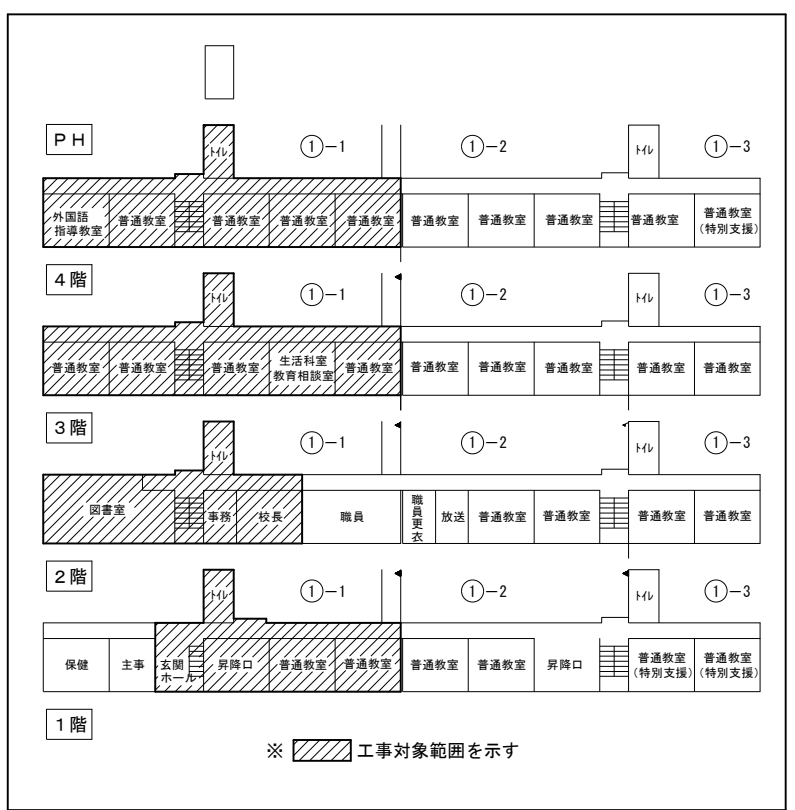 PH
トイレ
①-1
①-2
トイレ
①-3
外国語
指導教室
普通教室
普通教室
普通教室
普通教室
普通教室
普通教室
普通教室
普通教室
普通教室
(特別支援)
4階
トイレ
①-1
①-2
トイレ
①-3
普通教室
普通教室
普通教室
生活科室
教育相談室
普通教室
普通教室
普通教室
普通教室
普通教室
普通教室
3階
トイレ
①-1
①-2
トイレ
①-3
図書室
事務
校長
職員
職員更衣
放送
普通教室
普通教室
普通教室
普通教室
2階
トイレ
①-1
①-2
トイレ
①-3
保健
主事
玄関
ホール
昇降口
普通教室
普通教室
普通教室
普通教室
昇降口
普通教室
(特別支援)
普通教室
(特別支援)
1階
※ 工事対象範囲を示す